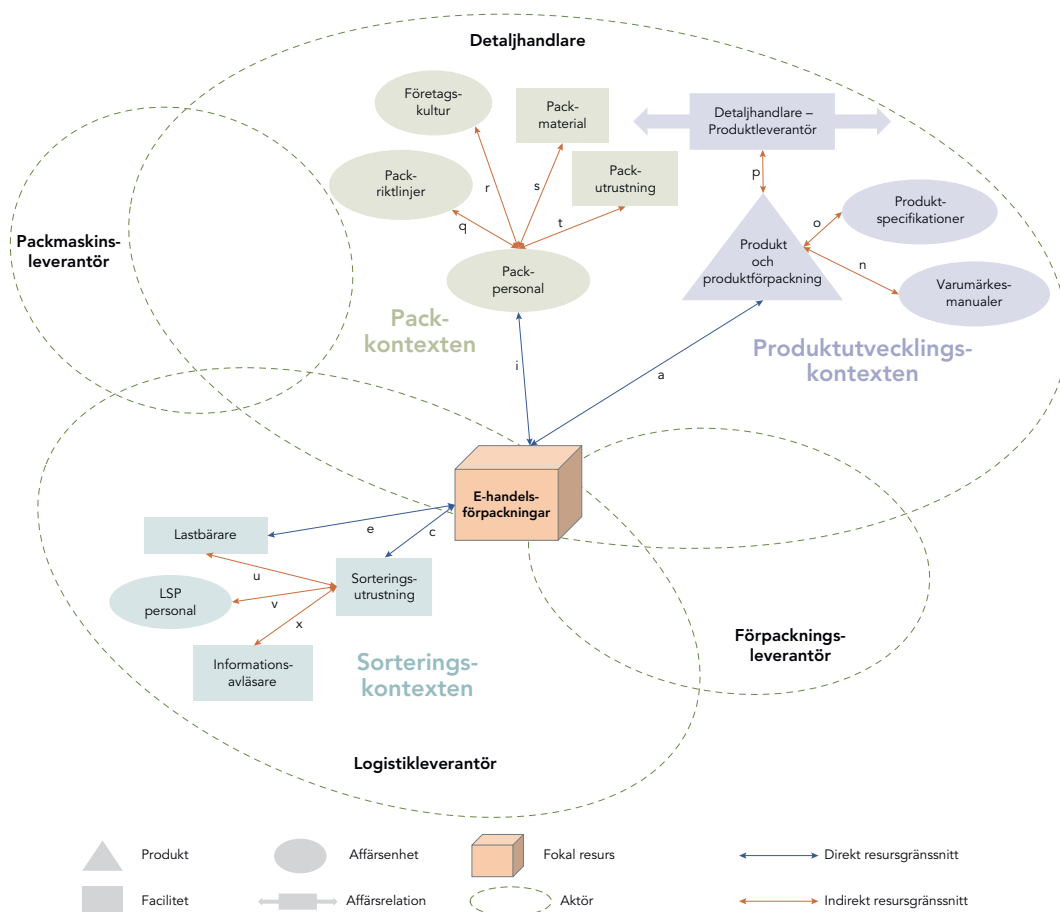 Detaljhandlare
Företags-
kultur
Pack-
material
Detaljhandlare –
Produktleverantör
Pack-
riktlinjer
Pack-
utrustning
r
s
p
q
t
Produkt-
specifikationer
o
Packmaskins-
leverantör
Pack-
personal
Produkt
och
produktförpackning
n
Varumärkes-
manualer
Pack-
kontexten
Produktutvecklings-
kontexten
i
a
E-handels-
förpackningar
Lastbärare
e
c
u
Sorterings-
utrustning
LSP
personal
v
x
Informations-
avläsare
Sorterings-
kontexten
Förpacknings-
leverantör
Logistikleverantör
Produkt
Affärsenhet
Fokal resurs
Direkt resursgränssnitt
Facilitet
Affärsrelation
Aktör
Indirekt resursgränssnitt